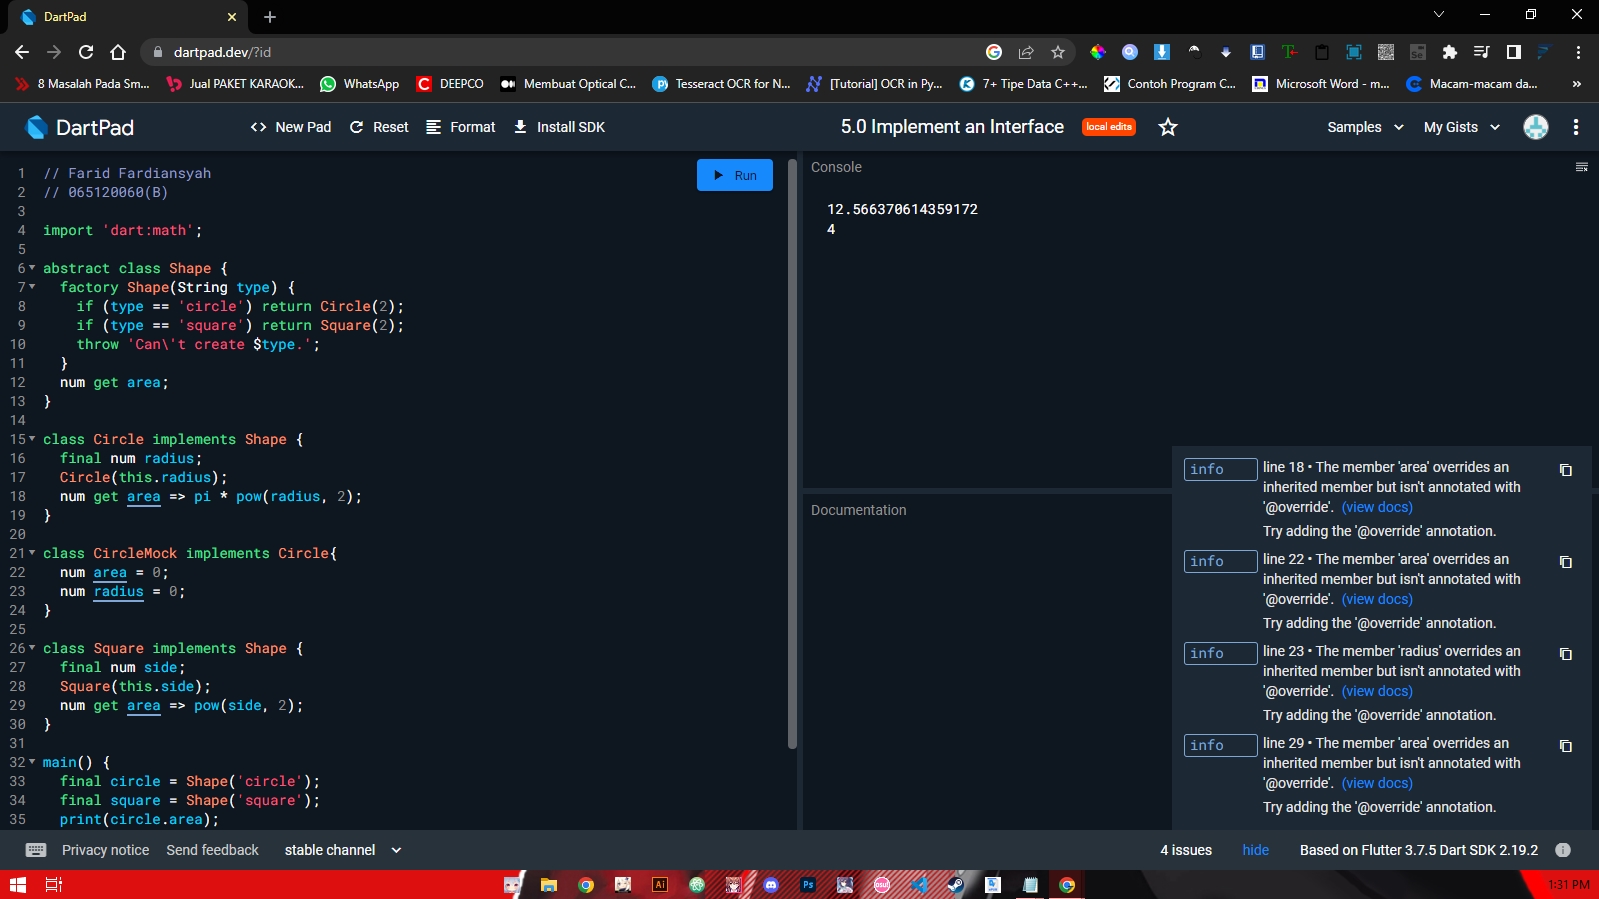 DartPad
dartpad.dev/?id
8 Masalah Pada Sm...
Jual PAKET KARAOK...
WhatsApp
DEEPCO
Membuat Optical C...
Tesseract OCR for N...
[Tutorial] OCR in Py...
7+ Tipe Data C++...
Contoh Program C...
Microsoft Word - m...
Macam-macam da...
»
DartPad
<> New Pad
Reset
Format
Install SDK
5.0 Implement an Interface
local edits
Samples
My Gists
Run
1 // Farid Fardiansyah
2 // 065120060(B)
3
4 import 'dart:math';
5
6 abstract class Shape {
7 factory Shape(String type) {
8 if (type == 'circle') return Circle(2);
9 if (type == 'square') return Square(2);
10 throw 'Can\'t create $type.';
11 }
12 num get area;
13 }
14
15 class Circle implements Shape {
16 final num radius;
17 Circle(this.radius);
18 num get area => pi * pow(radius, 2);
19 }
20
21 class CircleMock implements Circle{
22 num area = 0;
23 num radius = 0;
24 }
25
26 class Square implements Shape {
27 final num side;
28 Square(this.side);
29 num get area => pow(side, 2);
30 }
31
32 main() {
33 final circle = Shape('circle');
34 final square = Shape('square');
35 print(circle.area);
Console
12.566370614359172
4
Documentation
info line 18 • The member 'area' overrides an
inherited member but isn't annotated with
'@override'. (view docs)
Try adding the '@override' annotation.
info line 22 • The member 'area' overrides an
inherited member but isn't annotated with
'@override'. (view docs)
Try adding the '@override' annotation.
info line 23 • The member 'radius' overrides an
inherited member but isn't annotated with
'@override'. (view docs)
Try adding the '@override' annotation.
info line 29 • The member 'area' overrides an
inherited member but isn't annotated with
'@override'. (view docs)
Try adding the '@override' annotation.
Privacy notice
Send feedback
stable channel
4 issues
hide
Based on Flutter 3.7.5 Dart SDK 2.19.2
Ai
Ps
osu!
1:31 PM